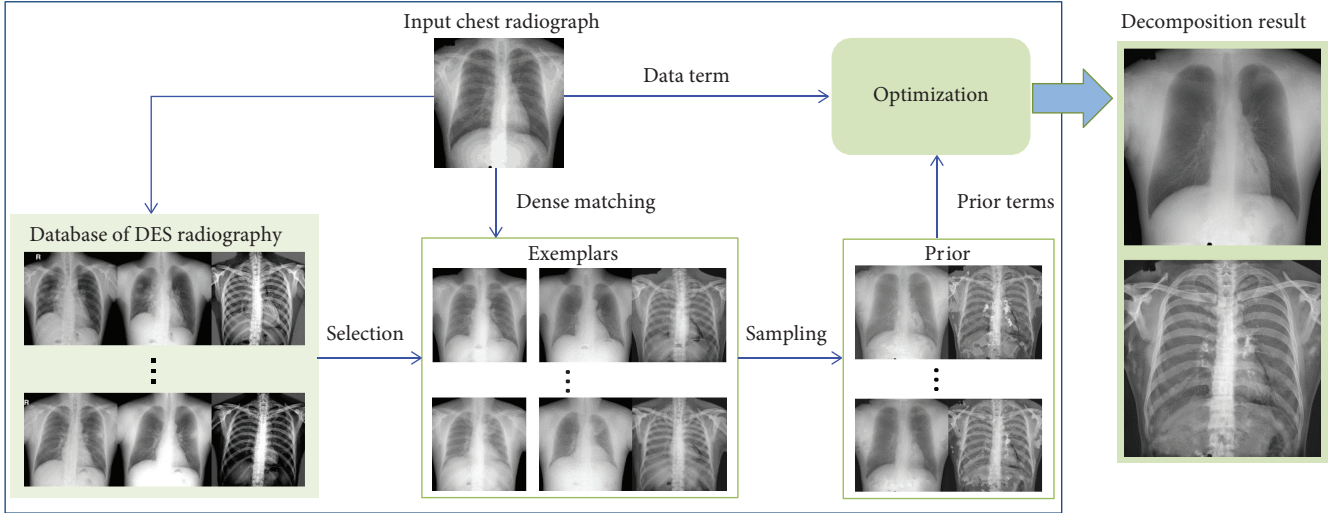 Input chest radiograph
Decomposition result
Data term
Optimization
Dense matching
Prior terms
Database of DES radiography
R
Exemplars
Prior
Selection
Sampling
R